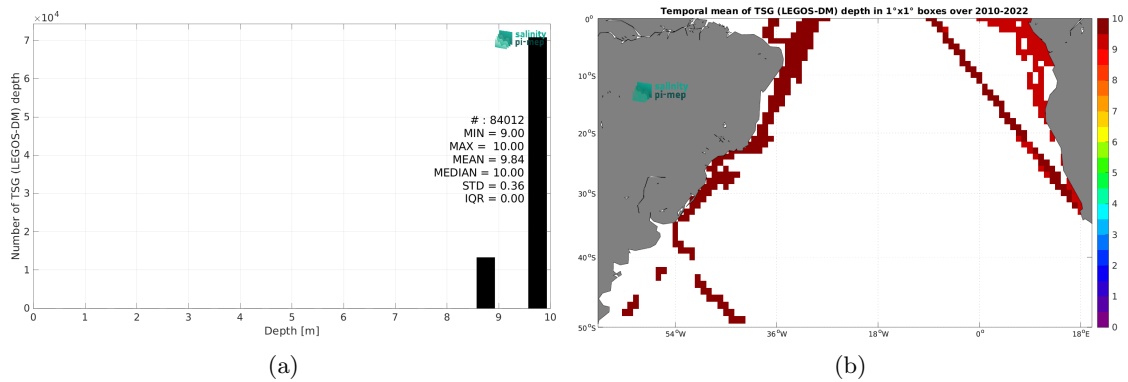 ×10⁴
7
6
5
4
3
2
1
0
Number of TSG (LEGOS-DM) depth
salinity
pi-mep
# : 84012
MIN = 9.00
MAX = 10.00
MEAN = 9.84
MEDIAN = 10.00
STD = 0.36
IQR = 0.00
0 1 2 3 4 5 6 7 8 9 10
Depth [m]
(a)
Temporal mean of TSG (LEGOS-DM) depth in 1°x1° boxes over 2010-2022
salinity
pi-mep
0°
10°S
20°S
30°S
40°S
50°S
54°W 36°W 18°W 0° 18°E
10
9
8
7
6
5
4
3
2
1
0
(b)